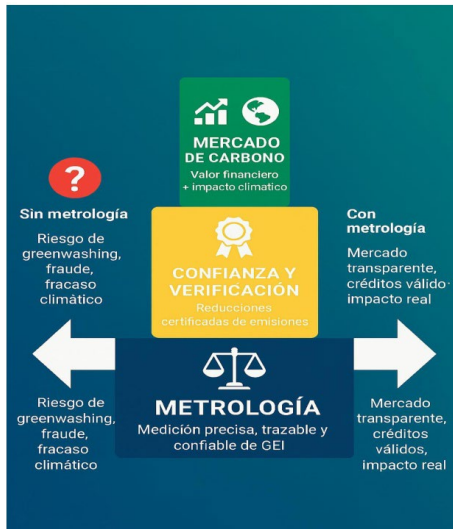 MERCADO
DE CARBONO
Valor financiero
+ impacto climatico
?
Sin metrología
Riesgo de
greenwashing,
fraude,
fracaso
climático
CONFIANZA Y
VERIFICACIÓN
Reducciones
certificadas de emisiones
Con
metrología
Mercado
transparente,
créditos válido·
impacto real
Riesgo de
greenwashing,
fraude,
fracaso
climático
METROLOGÍA
Medición precisa, trazable y
confiable de GEI
Mercado
transparente,
créditos
válidos,
impacto real